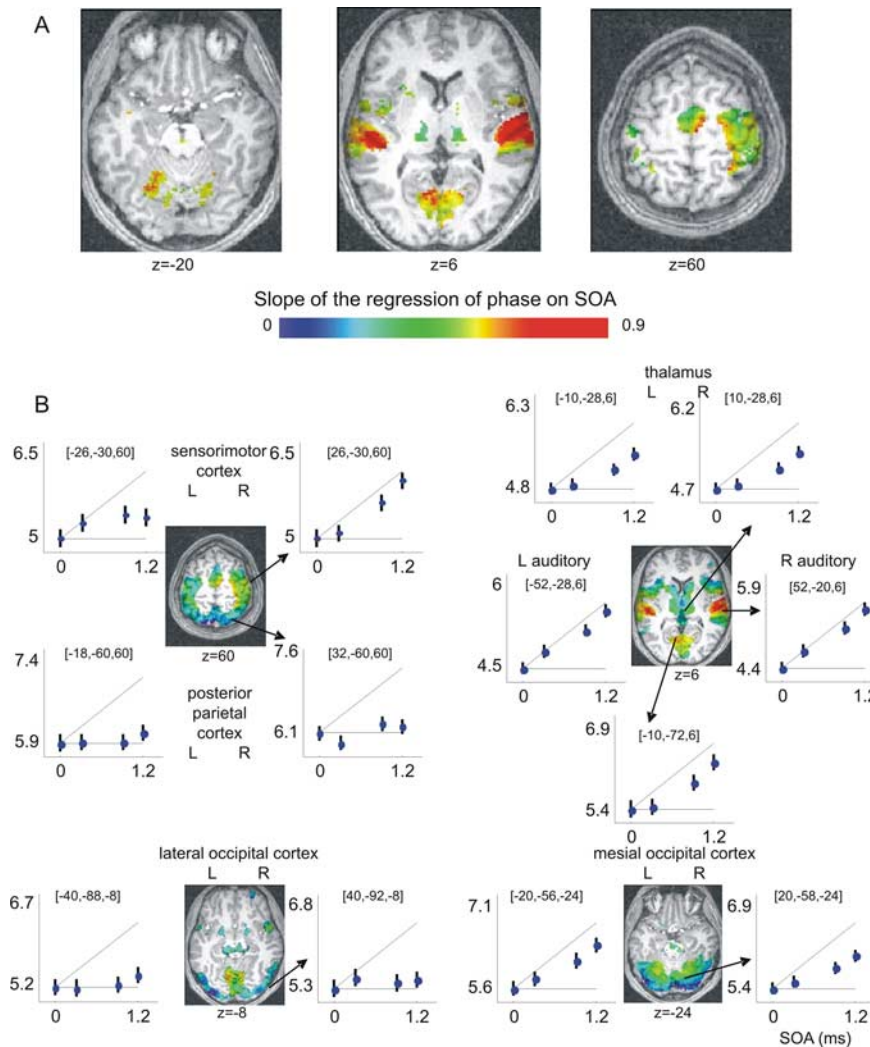 A
z=-20
z=6
z=60
Slope of the regression of phase on SOA
0
0.9
B
thalamus
L R
6.3
[-10,-28,6]
4.8
0
1.2
6.2
[10,-28,6]
4.7
0
1.2
6.5
[-26,-30,60]
5
0
1.2
sensorimotor
cortex
L R
6.5
[26,-30,60]
5
0
1.2
z=60
L auditory
6
[-52,-28,6]
4.5
0
1.2
z=6
R auditory
5.9
[52,-20,6]
4.4
0
1.2
7.4
[-18,-60,60]
5.9
0
1.2
posterior
parietal
cortex
L R
7.6
[32,-60,60]
6.1
0
1.2
6.9
[-10,-72,6]
5.4
0
1.2
lateral occipital cortex
L R
6.7
[-40,-88,-8]
5.2
0
1.2
z=-8
6.8
[40,-92,-8]
5.3
0
1.2
mesial occipital cortex
L R
7.1
[-20,-56,-24]
5.6
0
1.2
z=-24
6.9
[20,-58,-24]
5.4
0
1.2
SOA (ms)